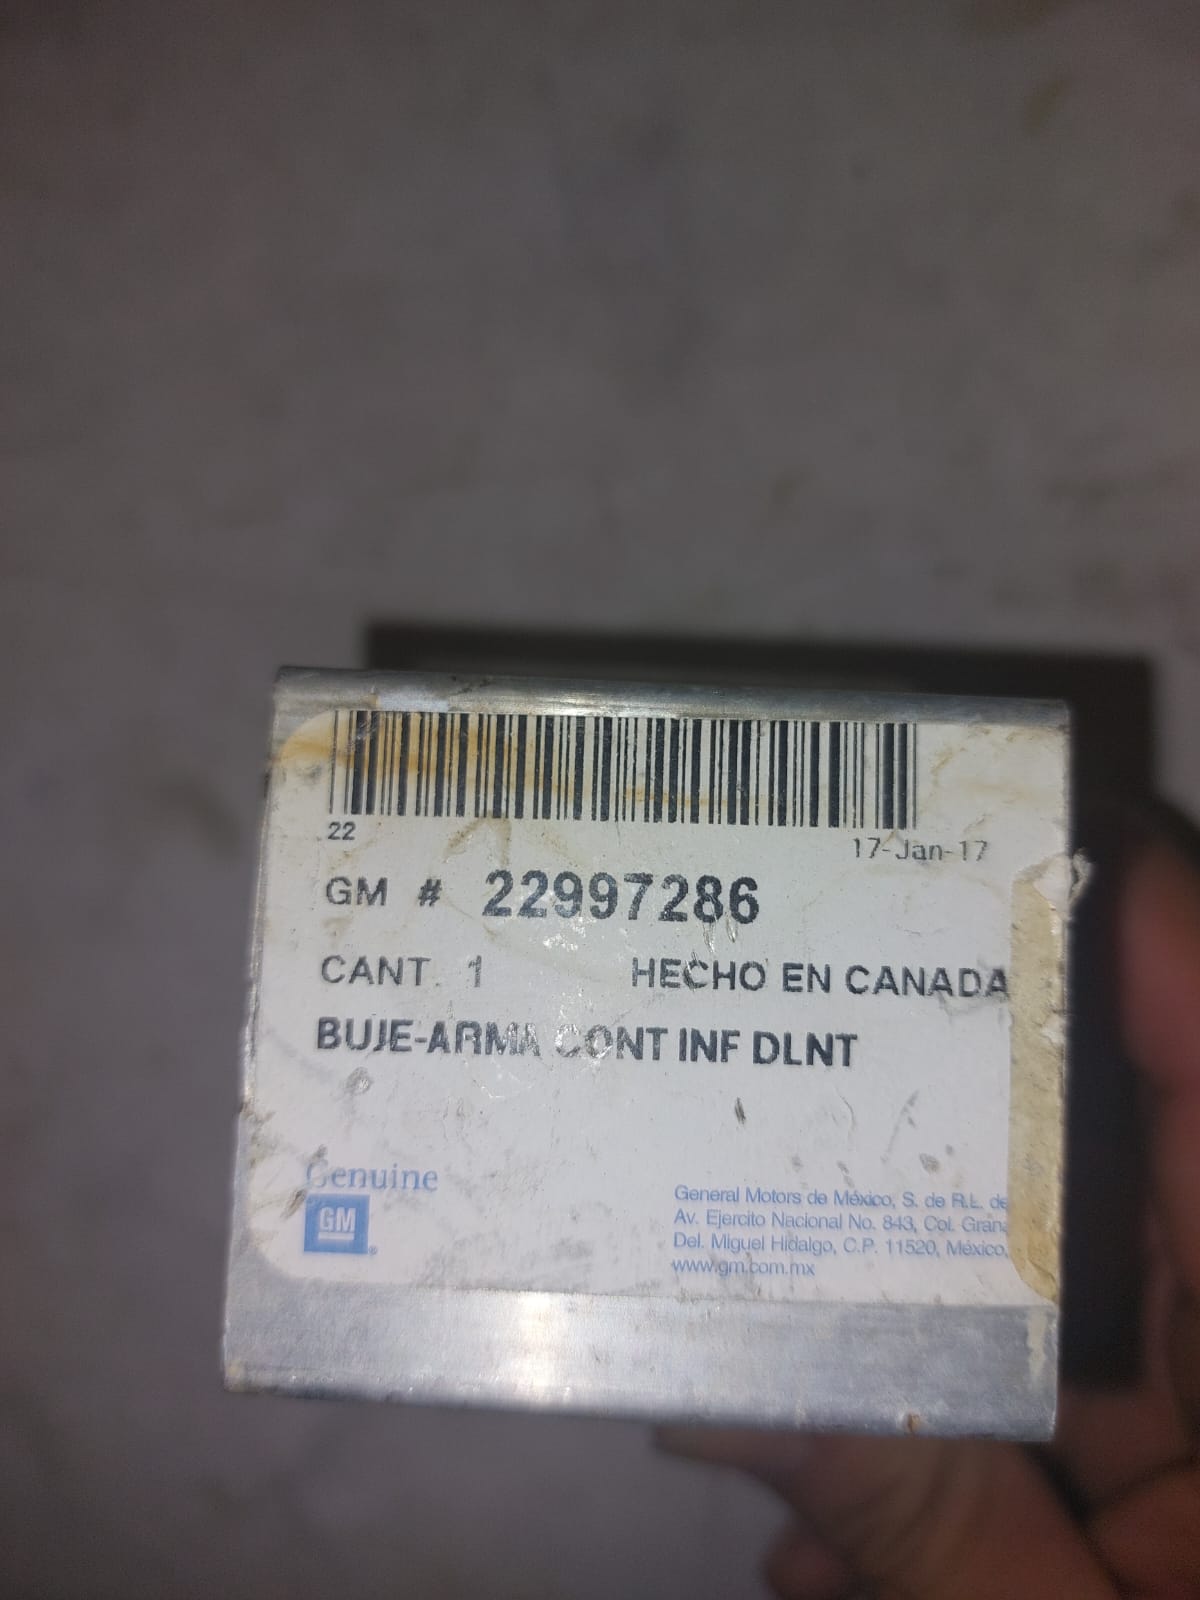 22
17-Jan-17
GM # 22997286
CANT. 1 HECHO EN CANADA
BUJE-ARMA CONT INF DLNT
Genuine
GM
General Motors de México, S. de R.L. de
Av. Ejercito Nacional No. 843, Col.
Del. Miguel Hidalgo, C.P. 11520, México,
www.gm.com.mx